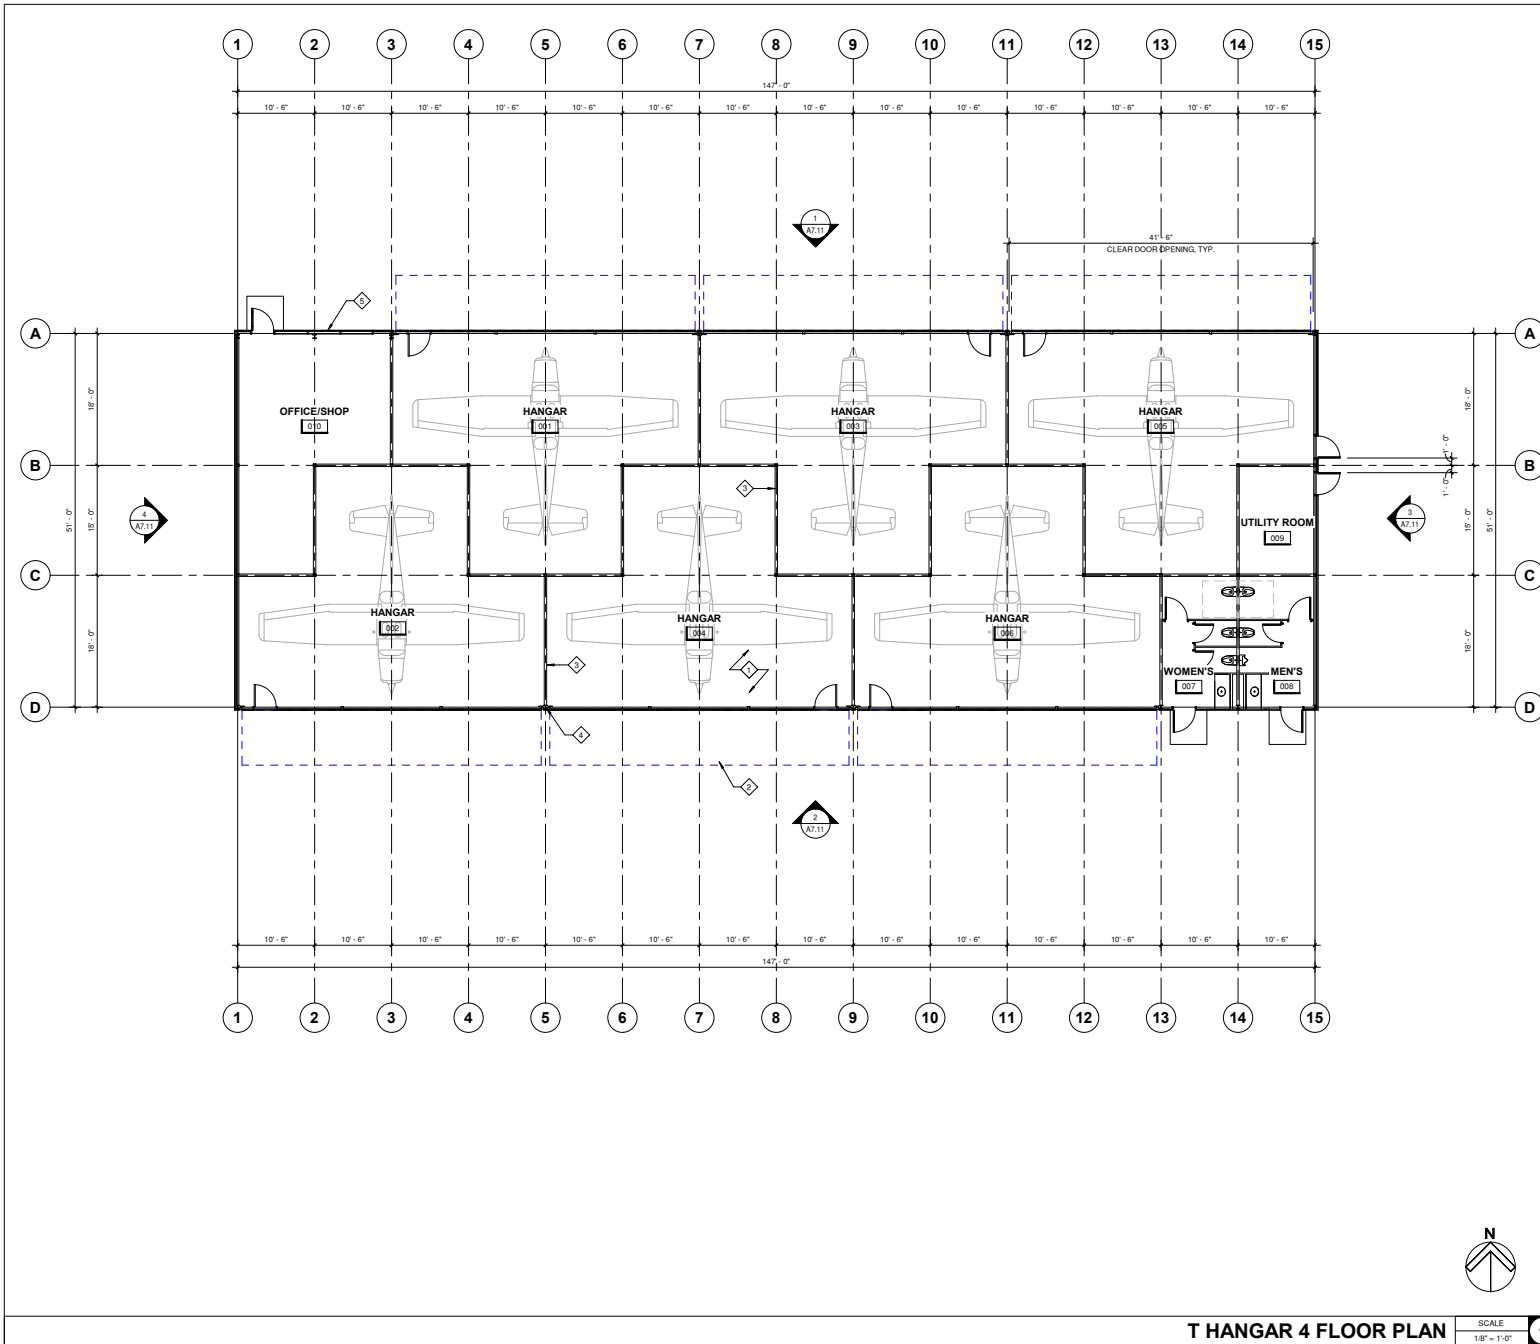 1 2 3 4 5 6 7 8 9 10 11 12 13 14 15
147' - 0"
10' - 6" 10' - 6" 10' - 6" 10' - 6" 10' - 6" 10' - 6" 10' - 6" 10' - 6" 10' - 6" 10' - 6" 10' - 6" 10' - 6" 10' - 6" 10' - 6"
1
A7.11
41' - 6"
CLEAR DOOR OPENING, TYP.
5
A A
18' - 0" 18' - 0"
OFFICE/SHOP HANGAR HANGAR HANGAR
010 001 003 005
1' - 0"
B B
3
1' - 0"
4
A7.11
51' - 0" 15' - 0" 15' - 0" 51' - 0"
3
A7.11
UTILITY ROOM
009
C C
HANGAR HANGAR HANGAR
002 004 006
18' - 0" 18' - 0"
3 1
WOMEN'S MEN'S
007 008
D D
4
2
2
A7.11
10' - 6" 10' - 6" 10' - 6" 10' - 6" 10' - 6" 10' - 6" 10' - 6" 10' - 6" 10' - 6" 10' - 6" 10' - 6" 10' - 6" 10' - 6" 10' - 6"
147' - 0"
1 2 3 4 5 6 7 8 9 10 11 12 13 14 15
N
T HANGAR 4 FLOOR PLAN
SCALE
1/8" = 1'-0"